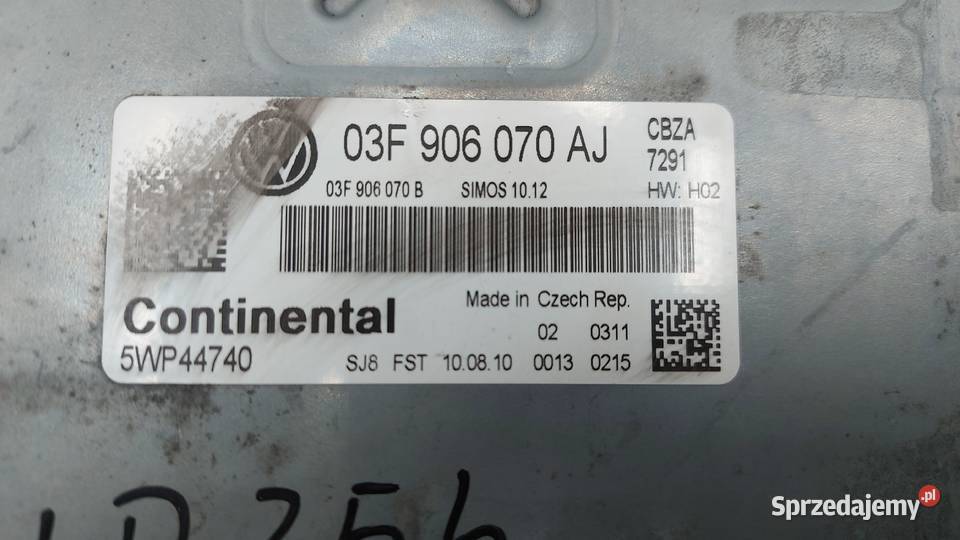 03F 906 070 AJ
CBZA
7291
03F 906 070 B SIMOS 10.12 HW: H02
Continental
Made in Czech Rep.
02 0311
5WP44740 SJ8 FST 10.08.10 0013 0215
Sprzedajemy.pl